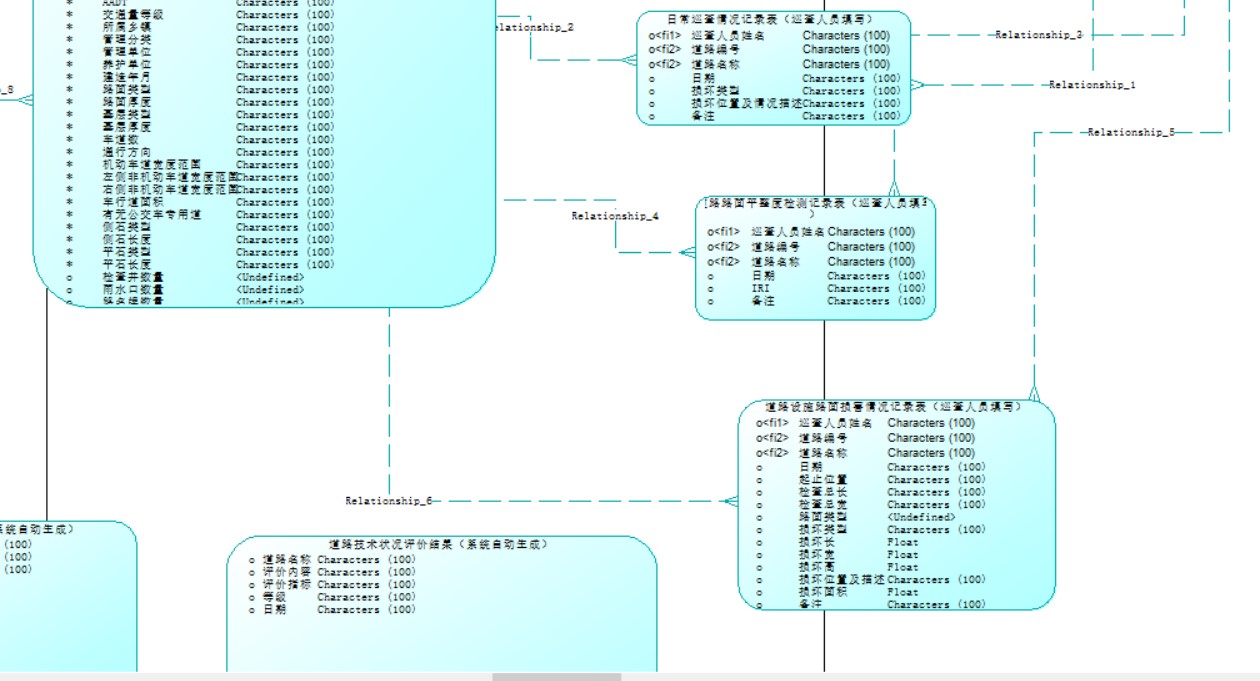 AADT Characters (100)
* 交通量等级 Characters (100)
* 所属乡镇 Characters (100)
* 管理分类 Characters (100)
* 管理单位 Characters (100)
* 养护单位 Characters (100)
* 建造年月 Characters (100)
* 路面类型 Characters (100)
* 路面厚度 Characters (100)
* 基层类型 Characters (100)
* 基层厚度 Characters (100)
* 车道数 Characters (100)
* 通行方向 Characters (100)
* 机动车道宽度范围 Characters (100)
* 左侧非机动车道宽度范围 Characters (100)
* 右侧非机动车道宽度范围 Characters (100)
* 车行道面积 Characters (100)
* 有无公交车专用道 Characters (100)
* 侧石类型 Characters (100)
* 侧石长度 Characters (100)
* 平石类型 Characters (100)
* 平石长度 Characters (100)
o 检查井数量 <Undefined>
o 雨水口数量 <Undefined>
o 路名牌数量 <Undefined>
_8
elationship_2
日常巡查情况记录表（巡查人员填写）
o<fi1> 巡查人员姓名 Characters (100)
o<fi2> 道路编号 Characters (100)
o<fi2> 道路名称 Characters (100)
o 日期 Characters (100)
o 损坏类型 Characters (100)
o 损坏位置及情况描述 Characters (100)
o 备注 Characters (100)
Relationship_3
Relationship_1
Relationship_5
Relationship_4
路路面平整度检测记录表（巡查人员填
）
o<fi1> 巡查人员姓名 Characters (100)
o<fi2> 道路编号 Characters (100)
o<fi2> 道路名称 Characters (100)
o 日期 Characters (100)
o IRI Characters (100)
o 备注 Characters (100)
Relationship_6
道路设施路面损害情况记录表（巡查人员填写）
o<fi1> 巡查人员姓名 Characters (100)
o<fi2> 道路编号 Characters (100)
o<fi2> 道路名称 Characters (100)
o 日期 Characters (100)
o 起止位置 Characters (100)
o 检查总长 Characters (100)
o 检查总宽 Characters (100)
o 路面类型 <Undefined>
o 损坏类型 Characters (100)
o 损坏长 Float
o 损坏宽 Float
o 损坏高 Float
o 损坏位置及描述 Characters (100)
o 损坏面积 Float
o 备注 Characters (100)
系统自动生成）
(100)
(100)
(100)
道路技术状况评价结果（系统自动生成）
o 道路名称 Characters (100)
o 评价内容 Characters (100)
o 评价指标 Characters (100)
o 等级 Characters (100)
o 日期 Characters (100)